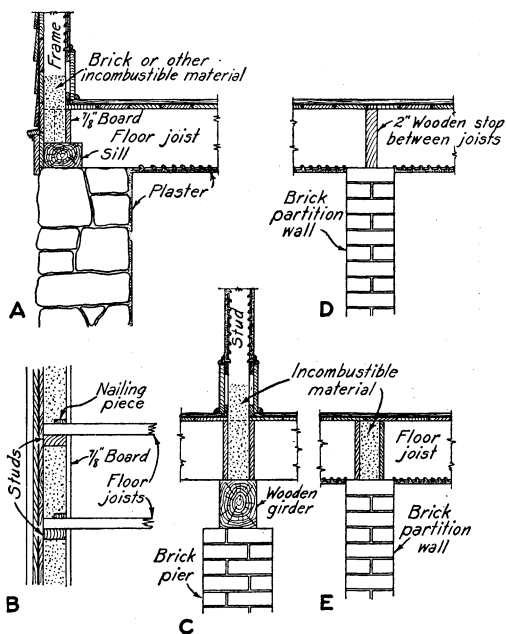 Frame
Brick or other
incombustible material
7/8" Board
Floor joist
Sill
Plaster
A
2" Wooden stop
between joists
Brick
partition
wall
D
Nailing
piece
Studs
7/8" Board
Floor
joists
B
Stud
Incombustible
material
Wooden
girder
Brick
pier
C
Floor
joist
Brick
partition
wall
E